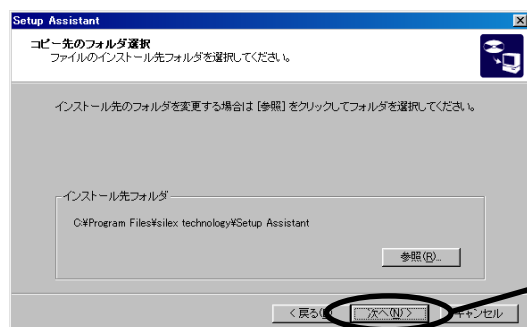 Setup Assistant
コピー先のフォルダ選択
ファイルのインストール先フォルダを選択してください。
インストール先のフォルダを変更する場合は [参照] をクリックしてフォルダを選択してください。
インストール先フォルダ
C:¥Program Files¥silex technology¥Setup Assistant
参照(R)...
< 戻る
次へ(N) >
キャンセル